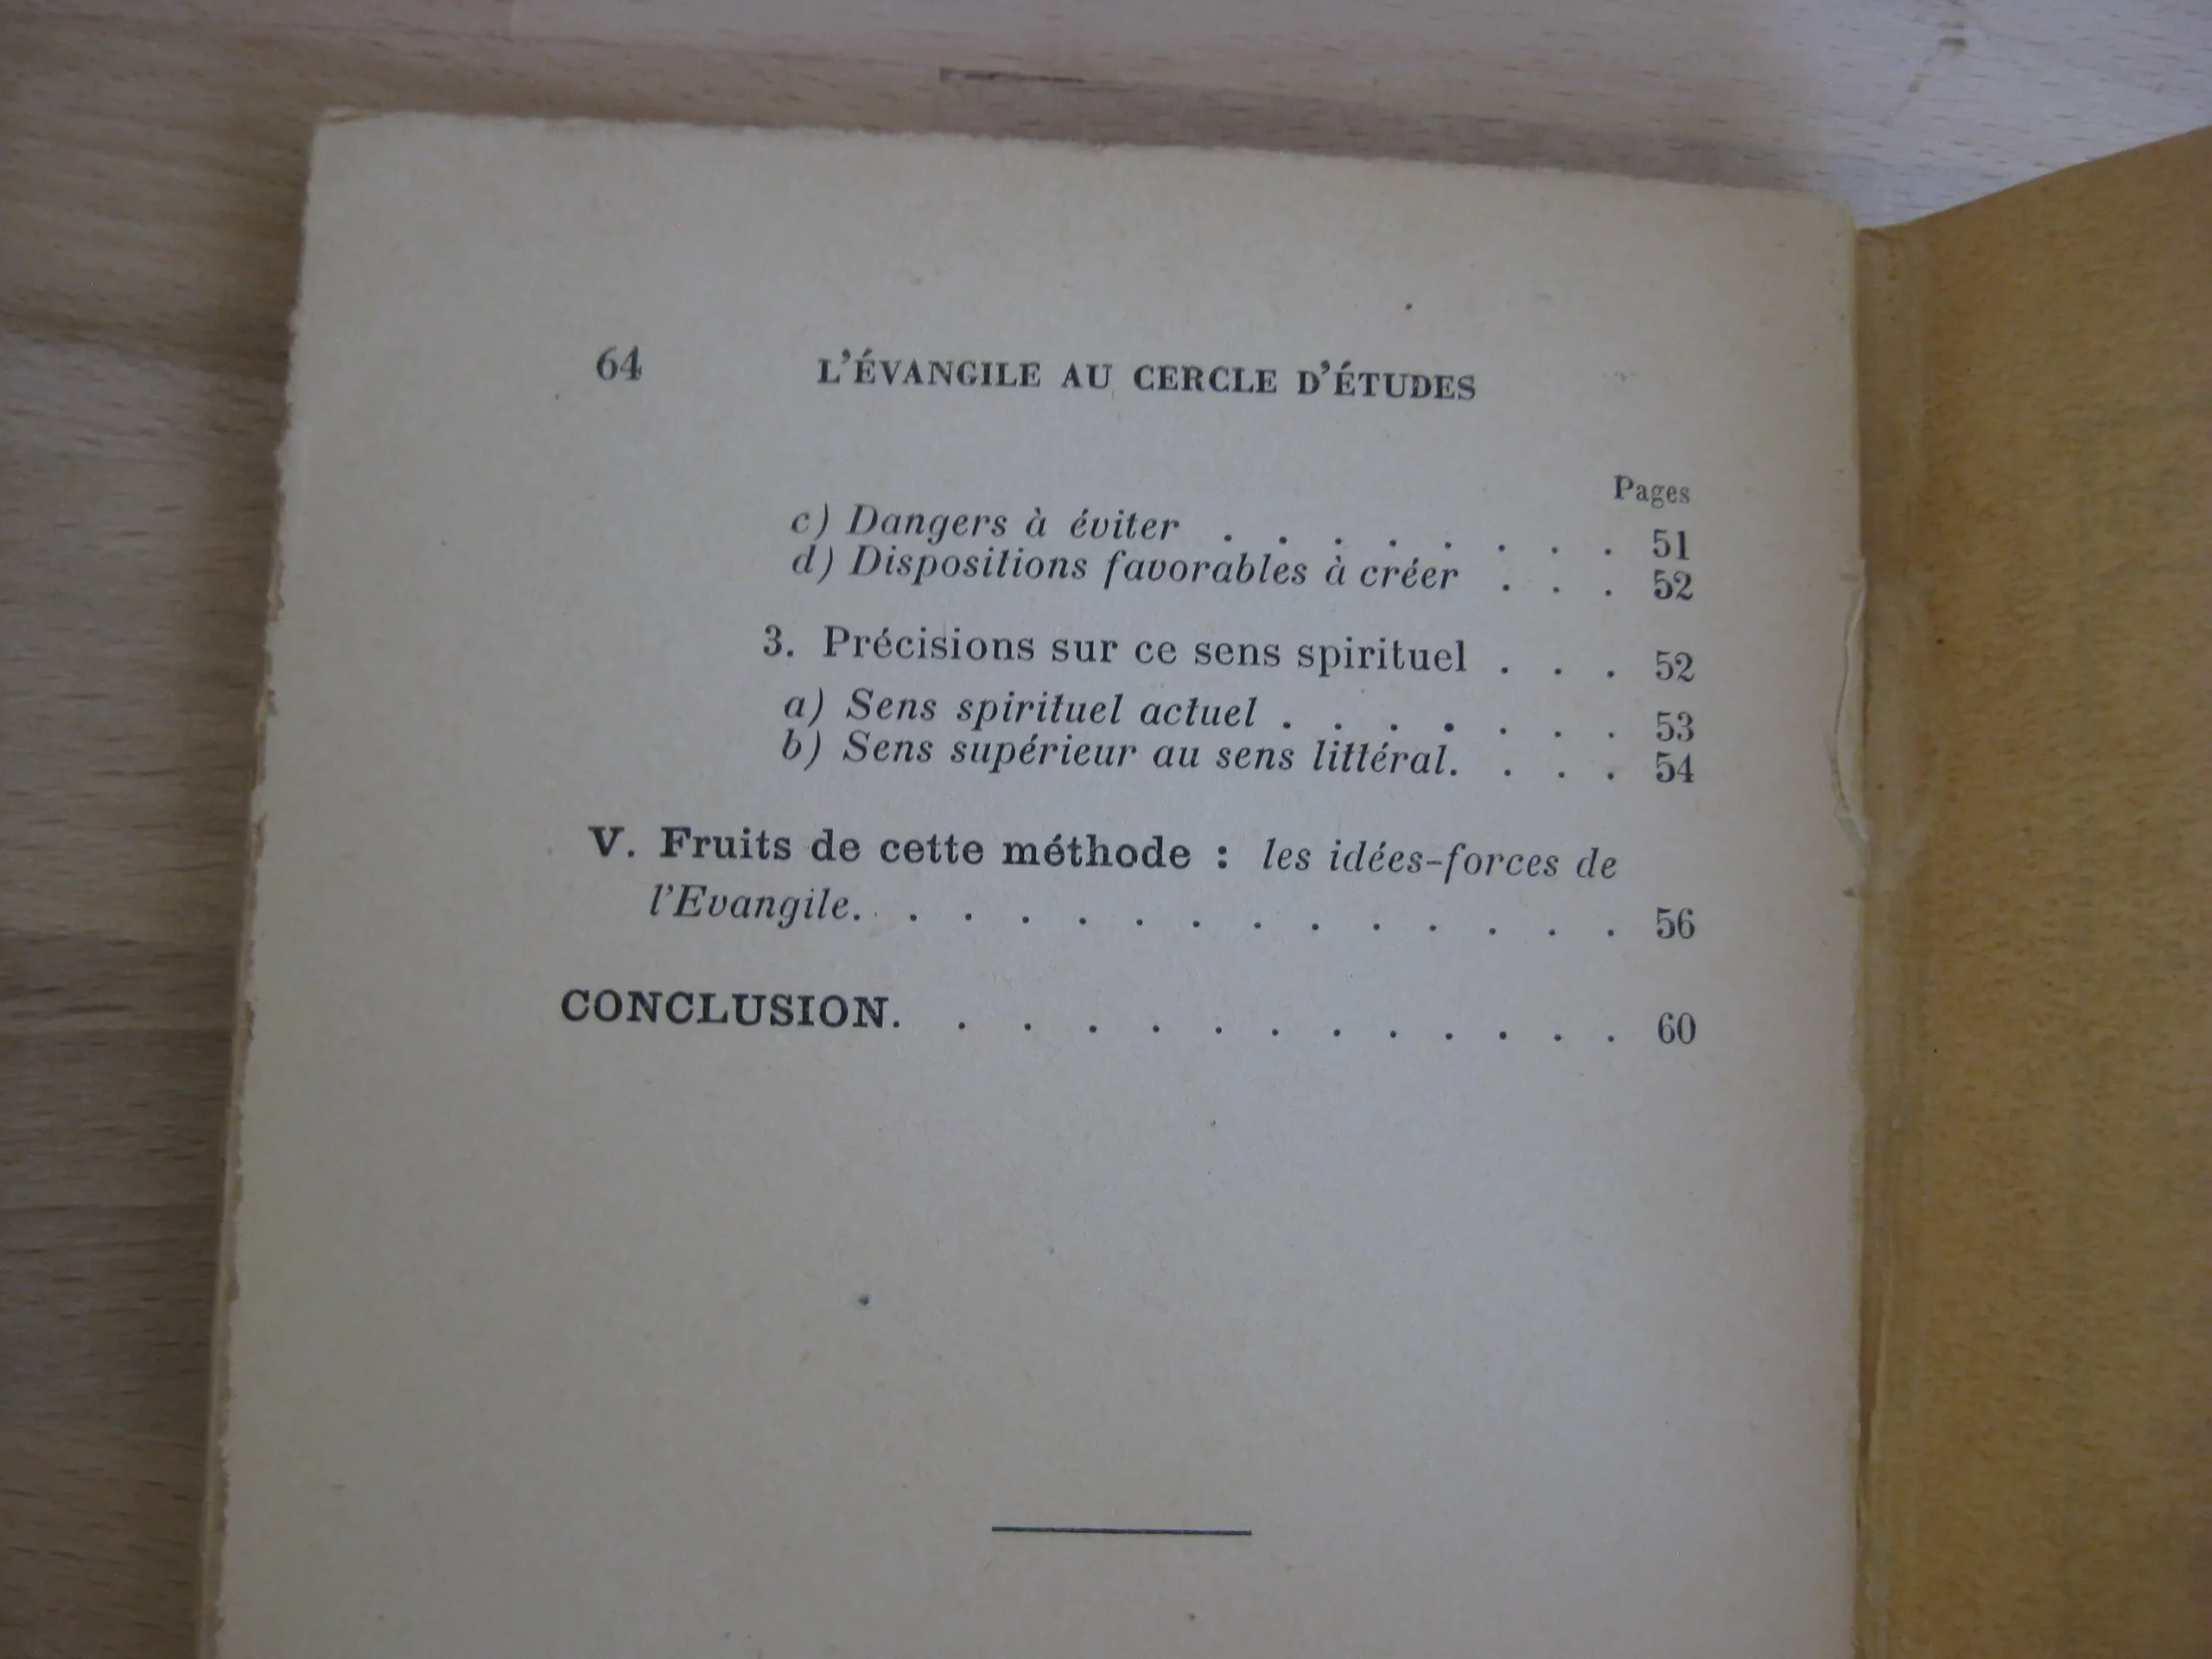 64 L'ÉVANGILE AU CERCLE D'ÉTUDES
Pages
c) Dangers à éviter . . . . . . . . 51
d) Dispositions favorables à créer . . . 52
3. Précisions sur ce sens spirituel . . . 52
a) Sens spirituel actuel . . . . . . . 53
b) Sens supérieur au sens littéral. . . . 54
V. Fruits de cette méthode : les idées-forces de
l'Evangile. . . . . . . . . . . . . . . 56
CONCLUSION. . . . . . . . . . . . . 60